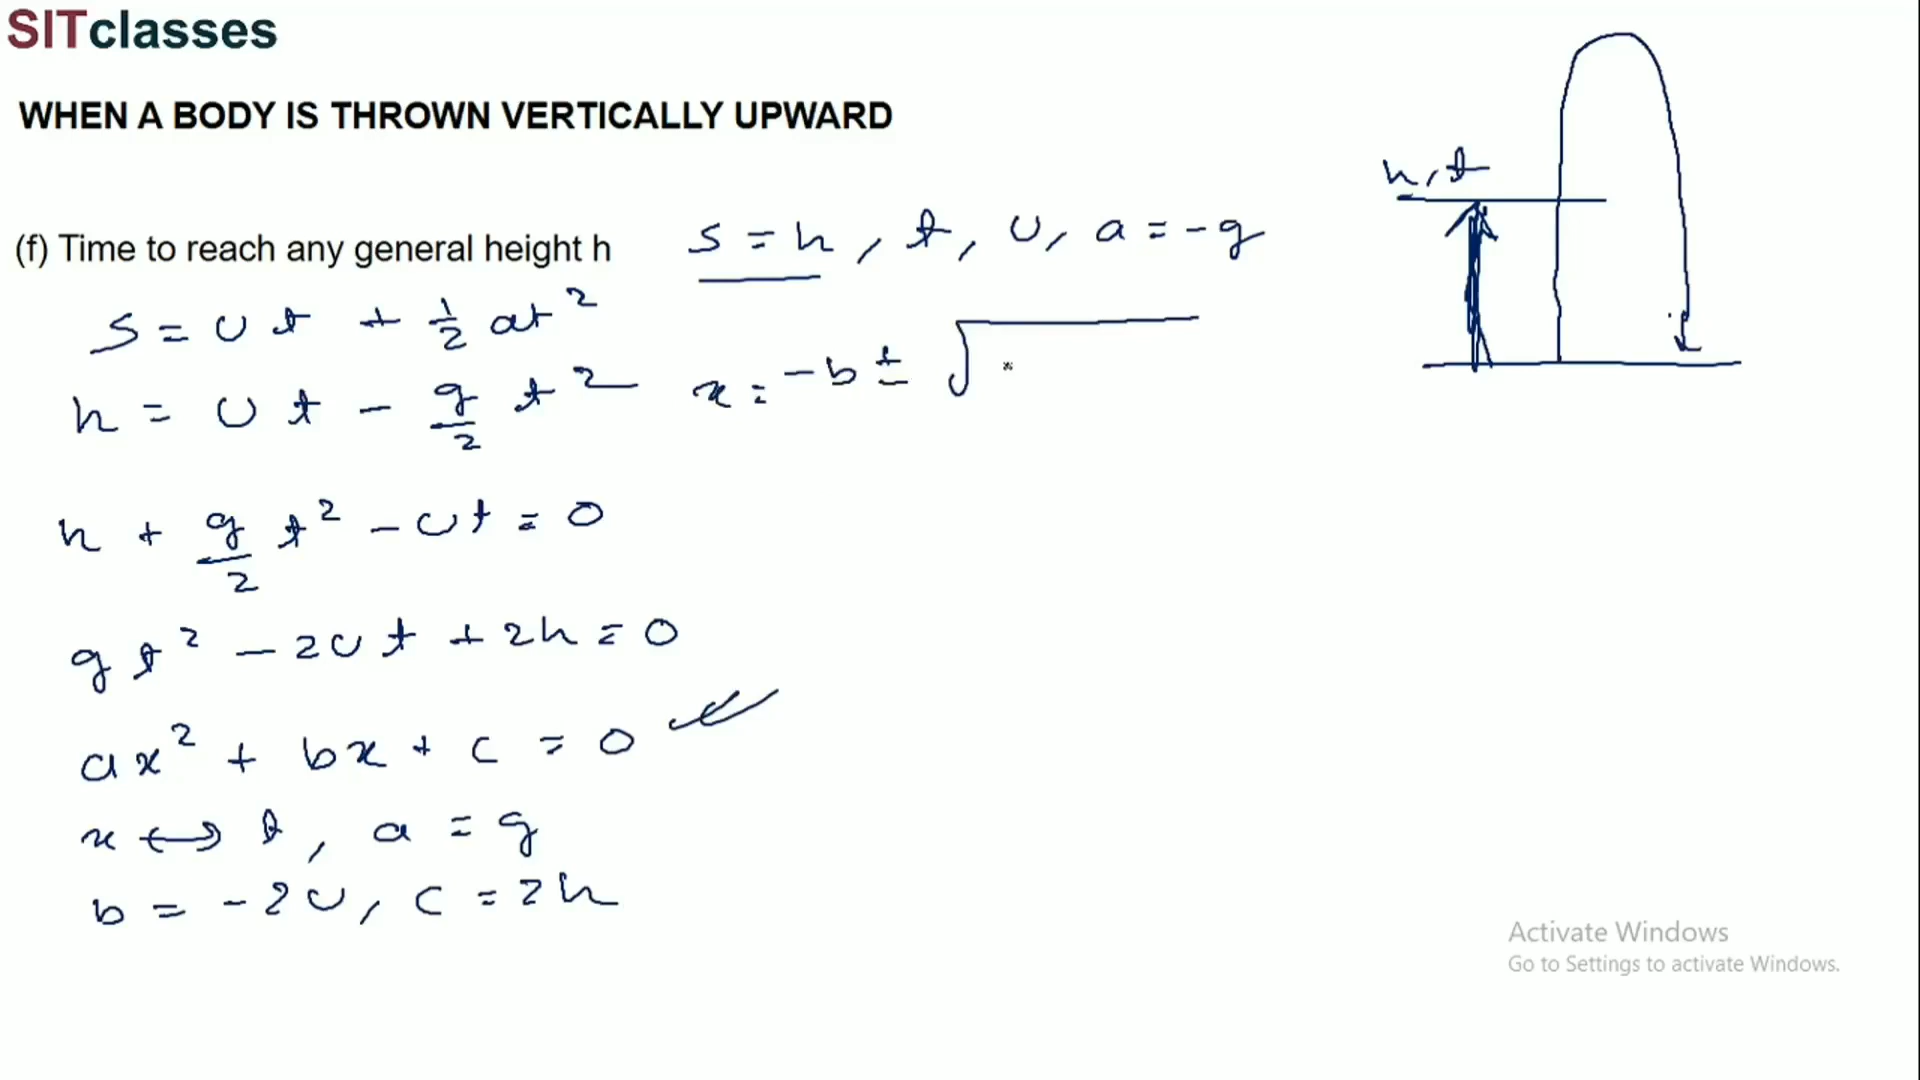 SITclasses
WHEN A BODY IS THROWN VERTICALLY UPWARD
h, t
(f) Time to reach any general height h
s = h, t, u, a = -g
s = ut + 1/2 at²
h = ut - g/2 t²
x = -b ± √
h + g/2 t² - ut = 0
gt² - 2ut + 2h = 0
ax² + bx + c = 0
x ↔ t, a = g
b = -2u, c = 2h
Activate Windows
Go to Settings to activate Windows.